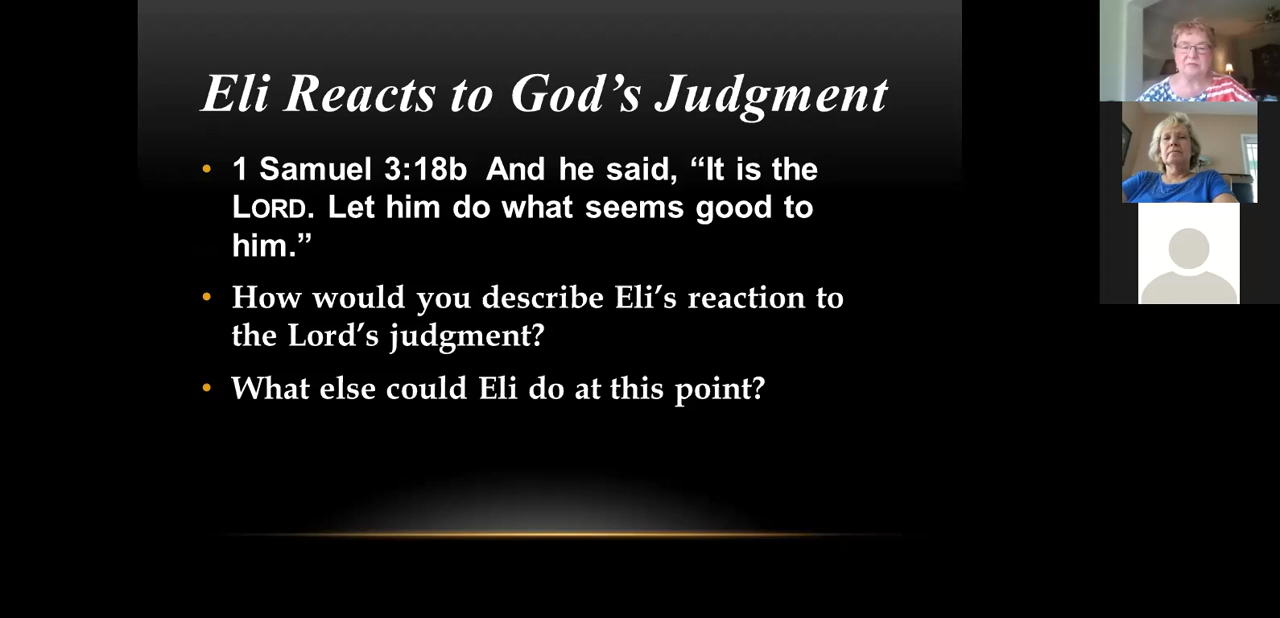 Eli Reacts to God’s Judgment
• 1 Samuel 3:18b  And he said, “It is the
LORD. Let him do what seems good to
him.”
• How would you describe Eli’s reaction to
the Lord’s judgment?
• What else could Eli do at this point?